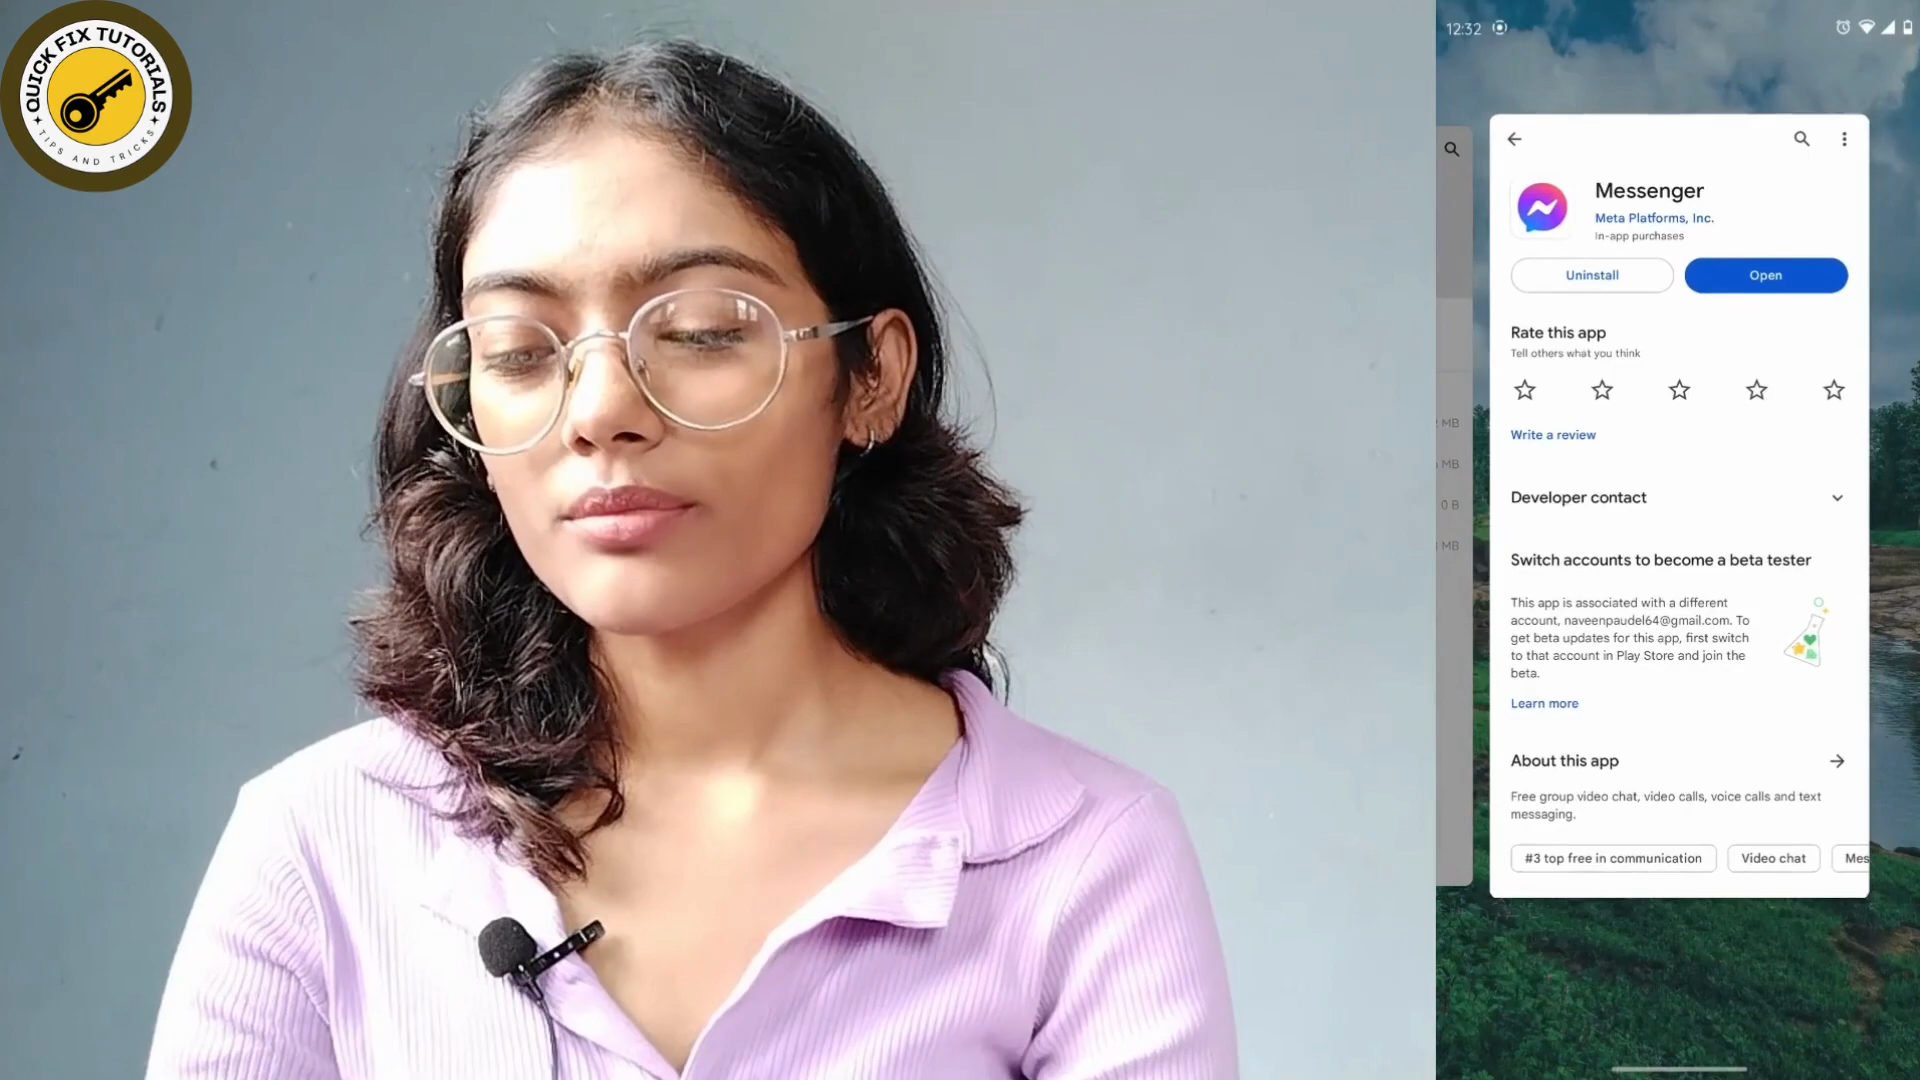 QUICK FIX TUTORIALS
TIPS AND TRICKS
12:32
MB
MB
0 B
MB
Messenger
Meta Platforms, Inc.
In-app purchases
Uninstall
Open
Rate this app
Tell others what you think
Write a review
Developer contact
Switch accounts to become a beta tester
This app is associated with a different
account, naveenpaudel64@gmail.com. To
get beta updates for this app, first switch
to that account in Play Store and join the
beta.
Learn more
About this app
Free group video chat, video calls, voice calls and text
messaging.
#3 top free in communication
Video chat
Mes